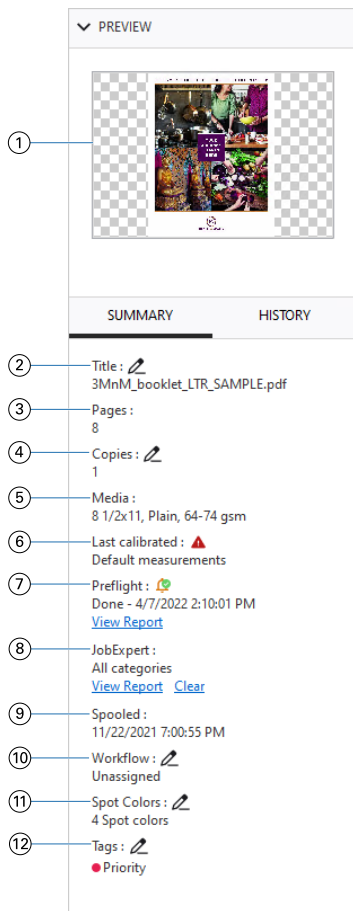 PREVIEW
1
SUMMARY HISTORY
2 Title :
3MnM_booklet_LTR_SAMPLE.pdf
3 Pages :
8
4 Copies :
1
5 Media :
8 1/2x11, Plain, 64-74 gsm
6 Last calibrated :
Default measurements
7 Preflight :
Done - 4/7/2022 2:10:01 PM
View Report
8 JobExpert :
All categories
View Report Clear
9 Spooled :
11/22/2021 7:00:55 PM
10 Workflow :
Unassigned
11 Spot Colors :
4 Spot colors
12 Tags :
Priority